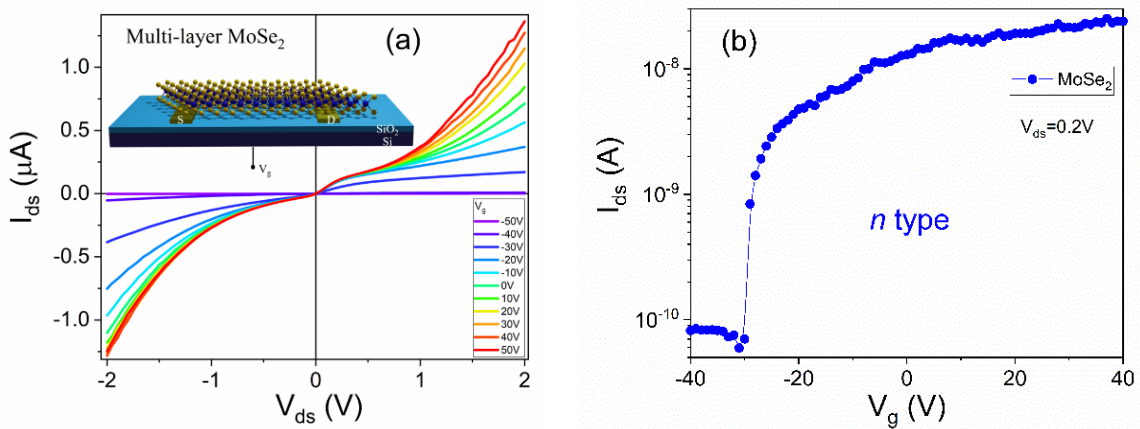 Multi-layer MoSe2
(a)
S
D
SiO2
Si
Vg
Vg
-50V
-40V
-30V
-20V
-10V
0V
10V
20V
30V
40V
50V
1.0
0.5
0.0
-0.5
-1.0
Ids (μA)
-2
-1
0
1
2
Vds (V)
(b)
MoSe2
Vds=0.2V
n type
10-8
10-9
10-10
Ids (A)
-40
-20
0
20
40
Vg (V)